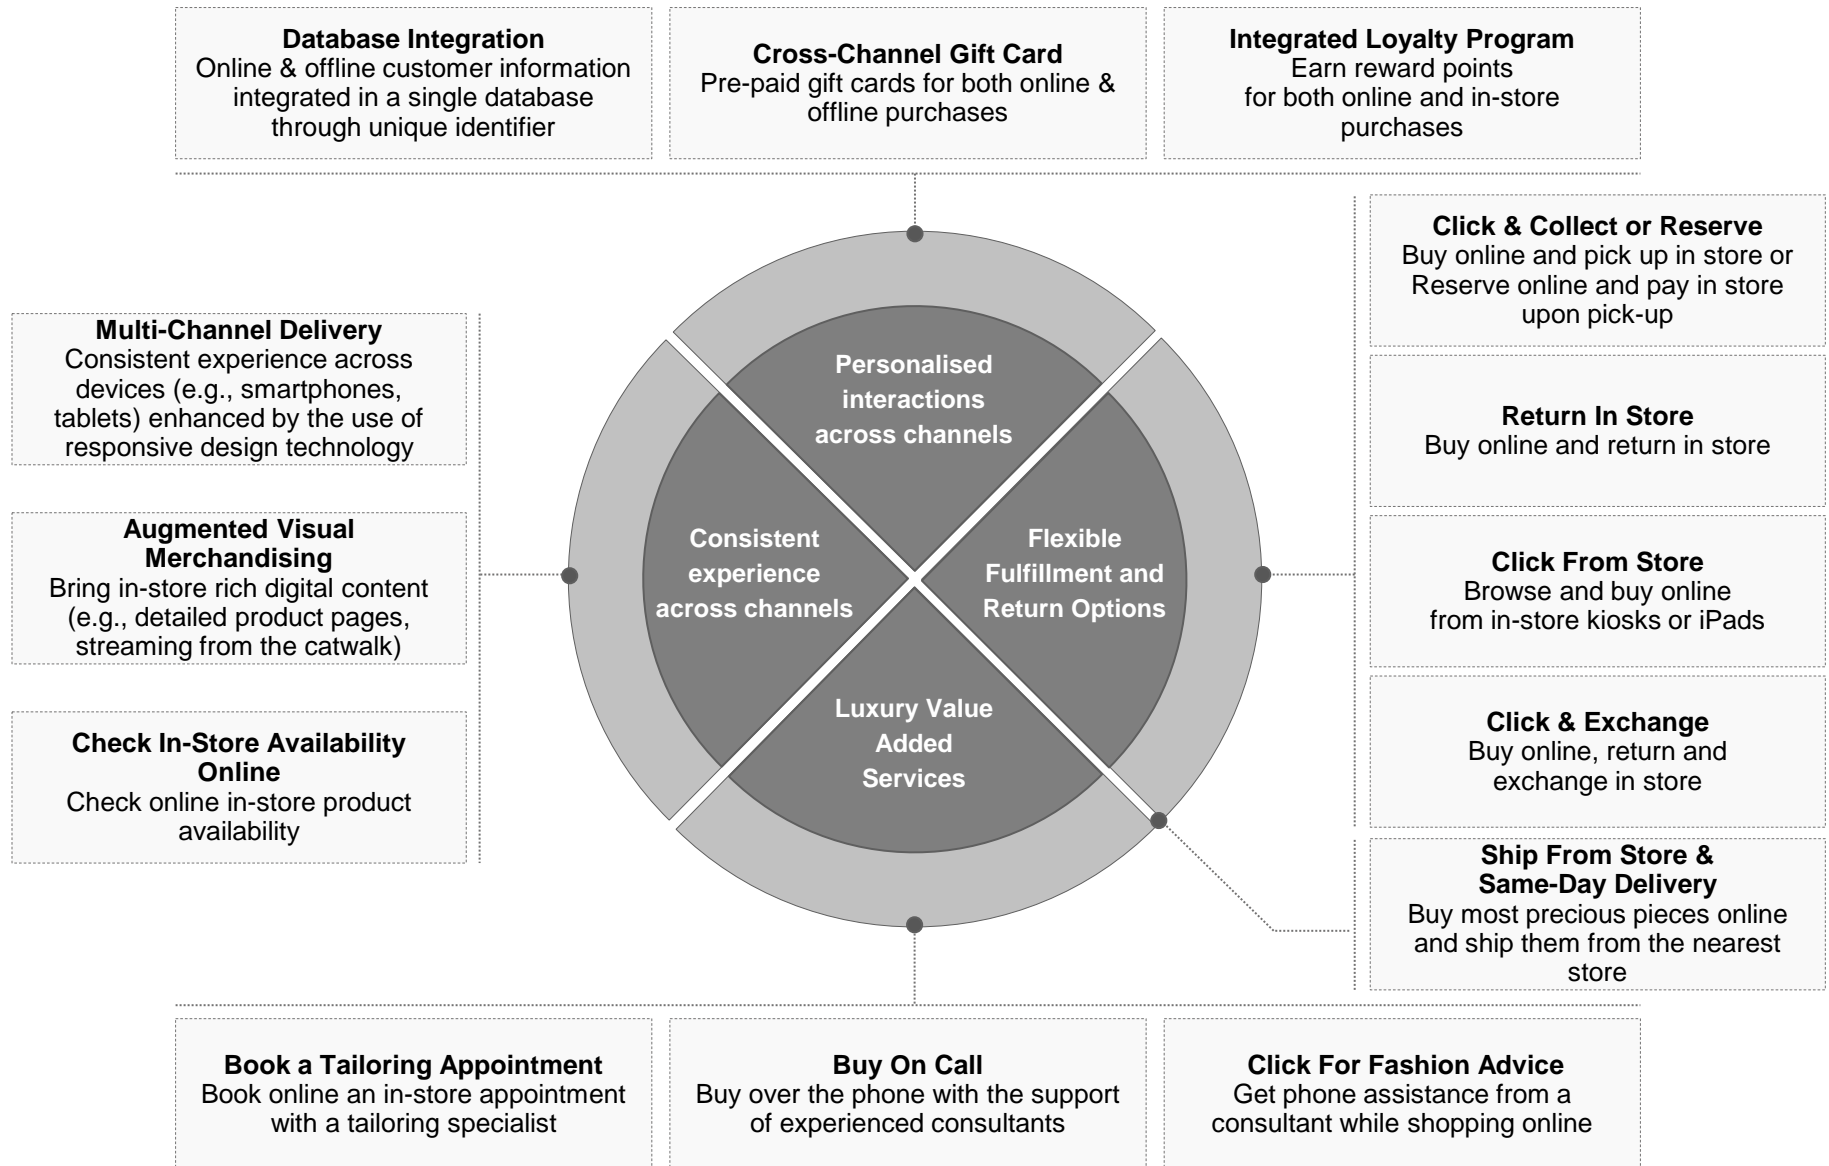 Database Integration
Online & offline customer information
integrated in a single database
through unique identifier
Cross-Channel Gift Card
Pre-paid gift cards for both online &
offline purchases
Integrated Loyalty Program
Earn reward points
for both online and in-store
purchases
Multi-Channel Delivery
Consistent experience across
devices (e.g., smartphones,
tablets) enhanced by the use of
responsive design technology
Augmented Visual
Merchandising
Bring in-store rich digital content
(e.g., detailed product pages,
streaming from the catwalk)
Check In-Store Availability
Online
Check online in-store product
availability
Personalised
interactions
across channels
Consistent
experience
across channels
Flexible
Fulfillment and
Return Options
Luxury Value
Added
Services
Click & Collect or Reserve
Buy online and pick up in store or
Reserve online and pay in store
upon pick-up
Return In Store
Buy online and return in store
Click From Store
Browse and buy online
from in-store kiosks or iPads
Click & Exchange
Buy online, return and
exchange in store
Ship From Store &
Same-Day Delivery
Buy most precious pieces online
and ship them from the nearest
store
Book a Tailoring Appointment
Book online an in-store appointment
with a tailoring specialist
Buy On Call
Buy over the phone with the support
of experienced consultants
Click For Fashion Advice
Get phone assistance from a
consultant while shopping online